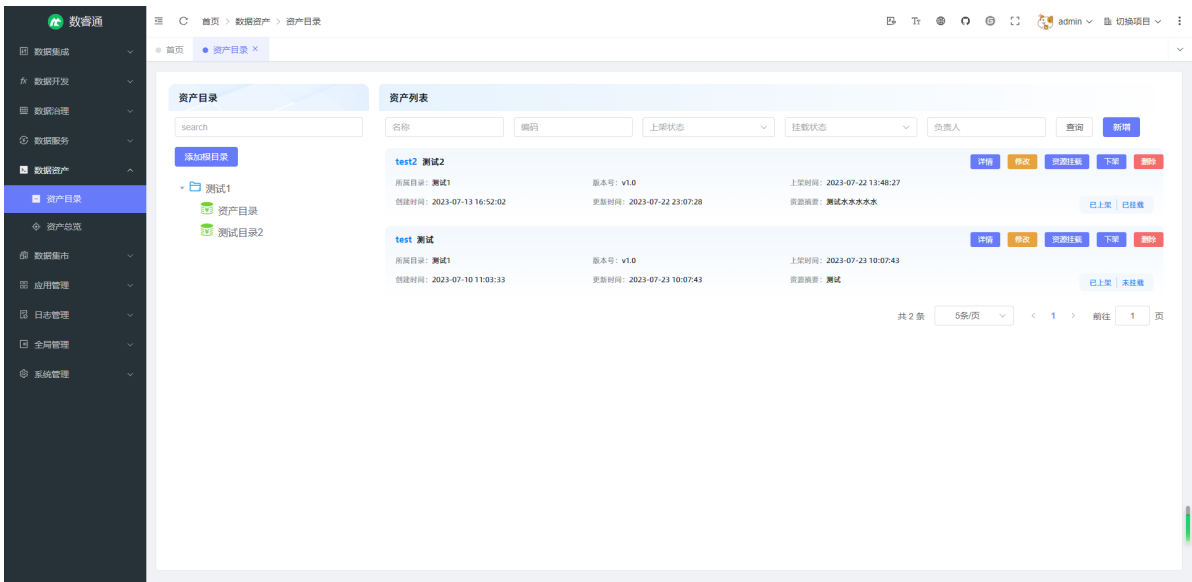 数睿通
首页 > 数据资产 > 资产目录
admin
切换项目
数据集成
数据开发
数据治理
数据服务
数据资产
资产目录
资产总览
数据集市
应用管理
日志管理
全局管理
系统管理
首页
资产目录
资产目录
search
添加根目录
测试1
资产目录
测试目录2
资产列表
名称 编码 上架状态 挂载状态 负责人 查询 新增
test2 测试2 详情 修改 资源挂载 下架 删除
所属目录: 测试1 版本号: v1.0 上架时间: 2023-07-22 13:48:27
创建时间: 2023-07-13 16:52:02 更新时间: 2023-07-22 23:07:28 资源摘要: 测试水水水水水
已上架 已挂载
test 测试 详情 修改 资源挂载 下架 删除
所属目录: 测试1 版本号: v1.0 上架时间: 2023-07-23 10:07:43
创建时间: 2023-07-10 11:03:33 更新时间: 2023-07-23 10:07:43 资源摘要: 测试
已上架 未挂载
共 2 条 5条/页 < 1 > 前往 1 页